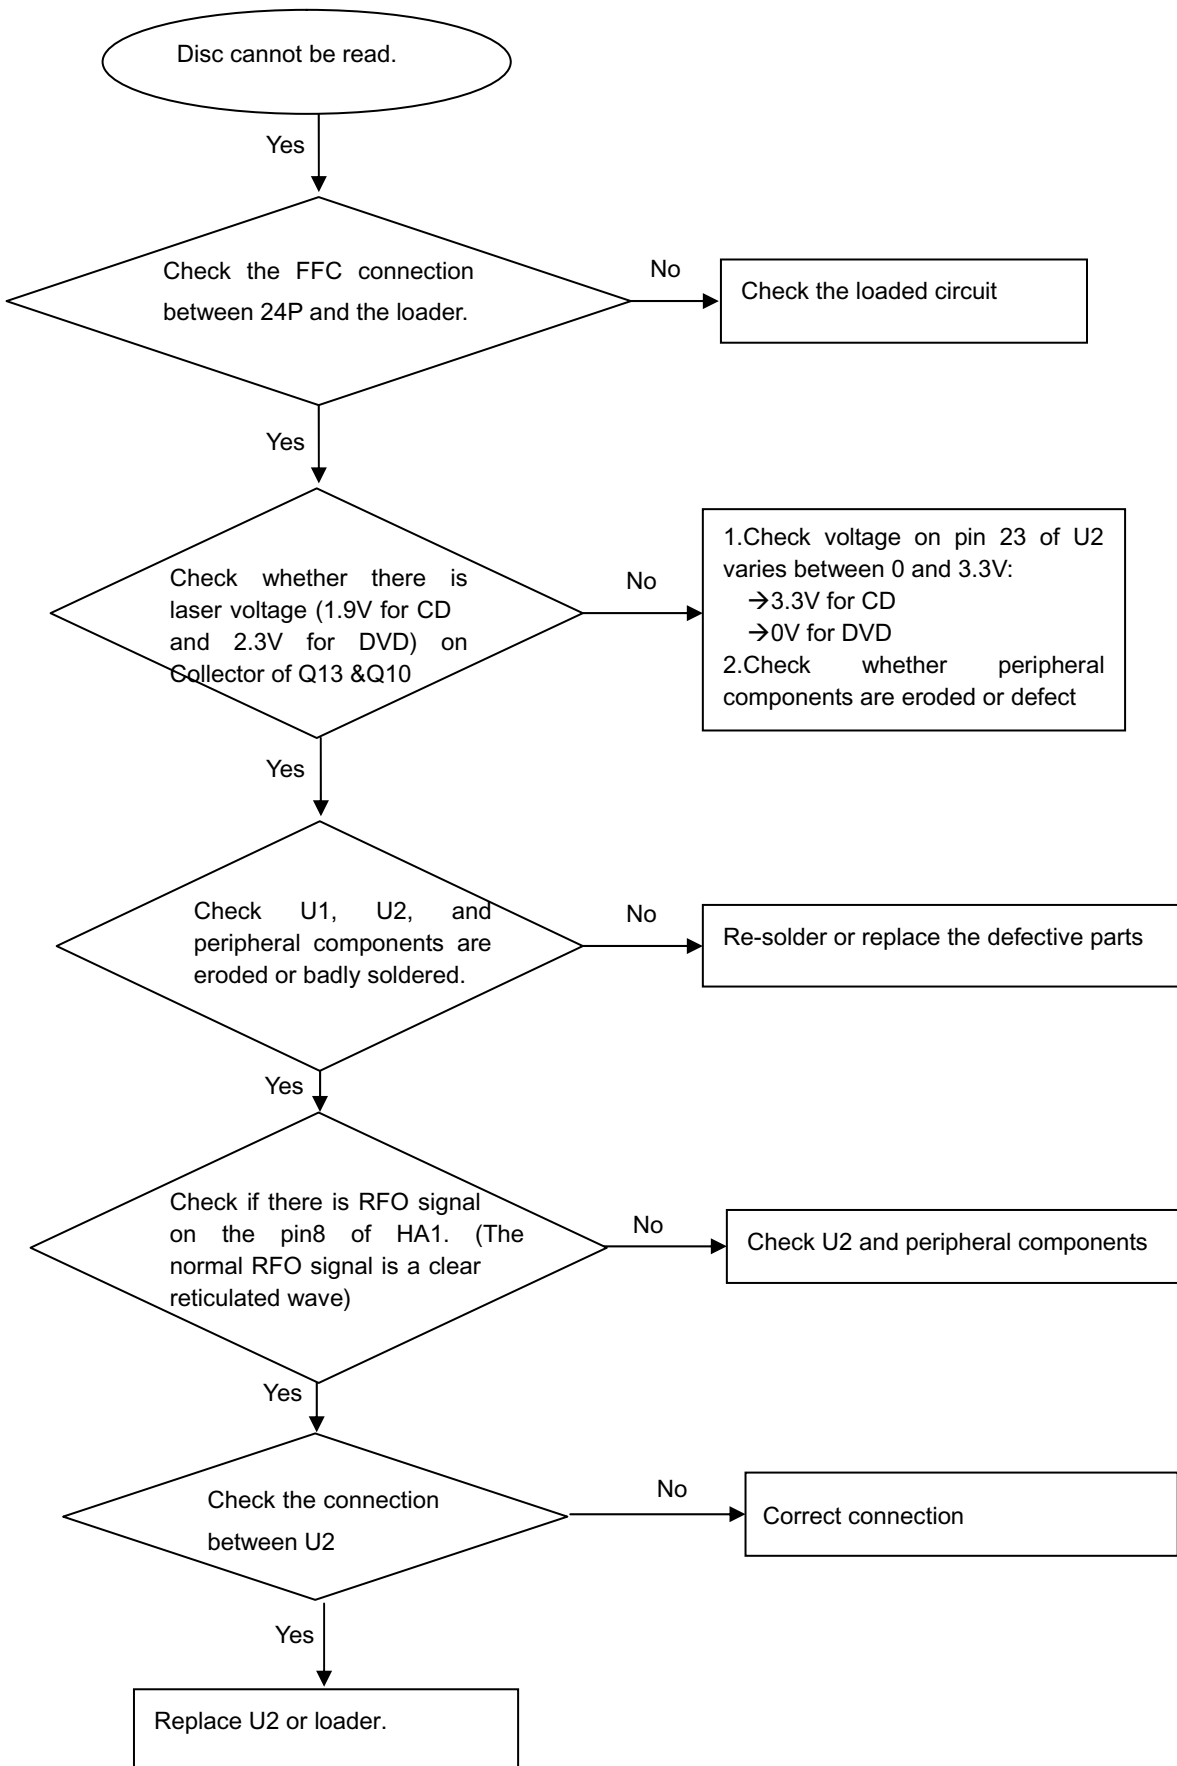 Disc cannot be read.
Yes
Check the FFC connection
between 24P and the loader.
No
Check the loaded circuit
Yes
Check whether there is
laser voltage (1.9V for CD
and 2.3V for DVD) on
Collector of Q13 &Q10
No
1.Check voltage on pin 23 of U2
varies between 0 and 3.3V:
→3.3V for CD
→0V for DVD
2.Check whether peripheral
components are eroded or defect
Yes
Check U1, U2, and
peripheral components are
eroded or badly soldered.
No
Re-solder or replace the defective parts
Yes
Check if there is RFO signal
on the pin8 of HA1. (The
normal RFO signal is a clear
reticulated wave)
No
Check U2 and peripheral components
Yes
Check the connection
between U2
No
Correct connection
Yes
Replace U2 or loader.